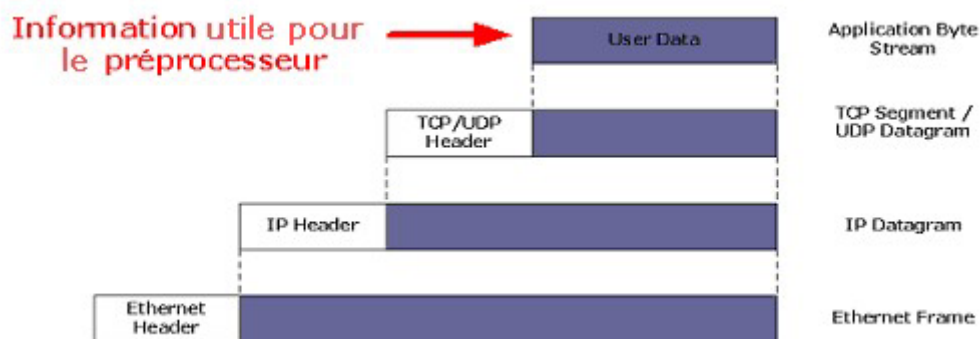 Information utile pour
le préprocesseur
User Data
Application Byte
Stream
TCP/UDP
Header
TCP Segment /
UDP Datagram
IP Header
IP Datagram
Ethernet
Header
Ethernet Frame